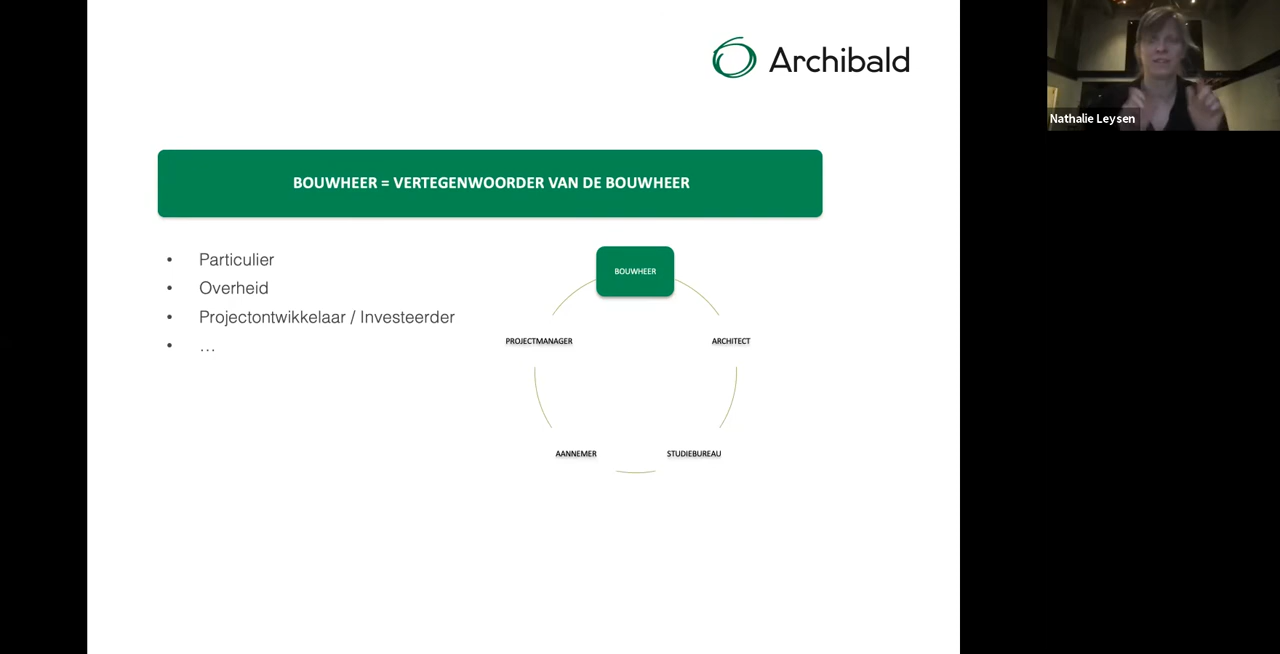 Archibald
Nathalie Leysen
BOUWHEER = VERTEGENWOORDER VAN DE BOUWHEER
• Particulier
• Overheid
• Projectontwikkelaar / Investeerder
• …
BOUWHEER
PROJECTMANAGER
ARCHITECT
AANNEMER
STUDIEBUREAU